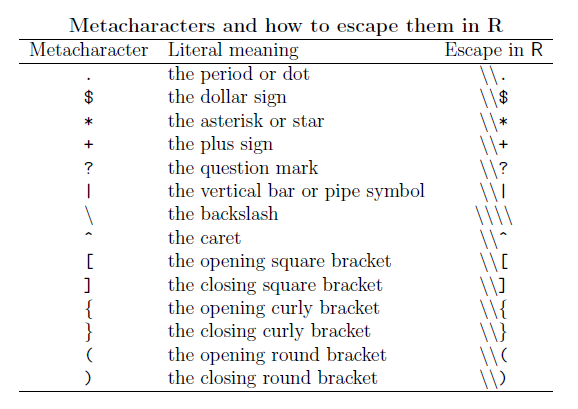 Metacharacters and how to escape them in R
Metacharacter Literal meaning Escape in R
. the period or dot \\.
$ the dollar sign \\$
* the asterisk or star \\*
+ the plus sign \\+
? the question mark \\?
| the vertical bar or pipe symbol \\|
\ the backslash \\\\
^ the caret \\^
[ the opening square bracket \\[
] the closing square bracket \\]
{ the opening curly bracket \\{
} the closing curly bracket \\}
( the opening round bracket \\(
) the closing round bracket \\)